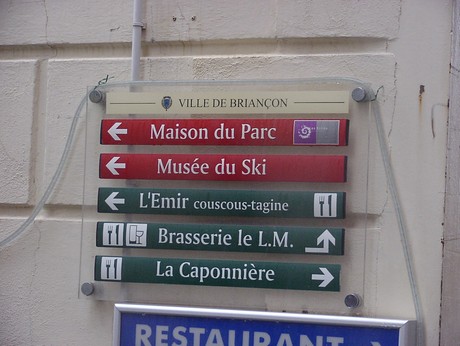 VILLE DE BRIANÇON
Maison du Parc
Musée du Ski
L'Emir couscous-tagine
Brasserie le L.M.
La Caponnière
RESTAURANT